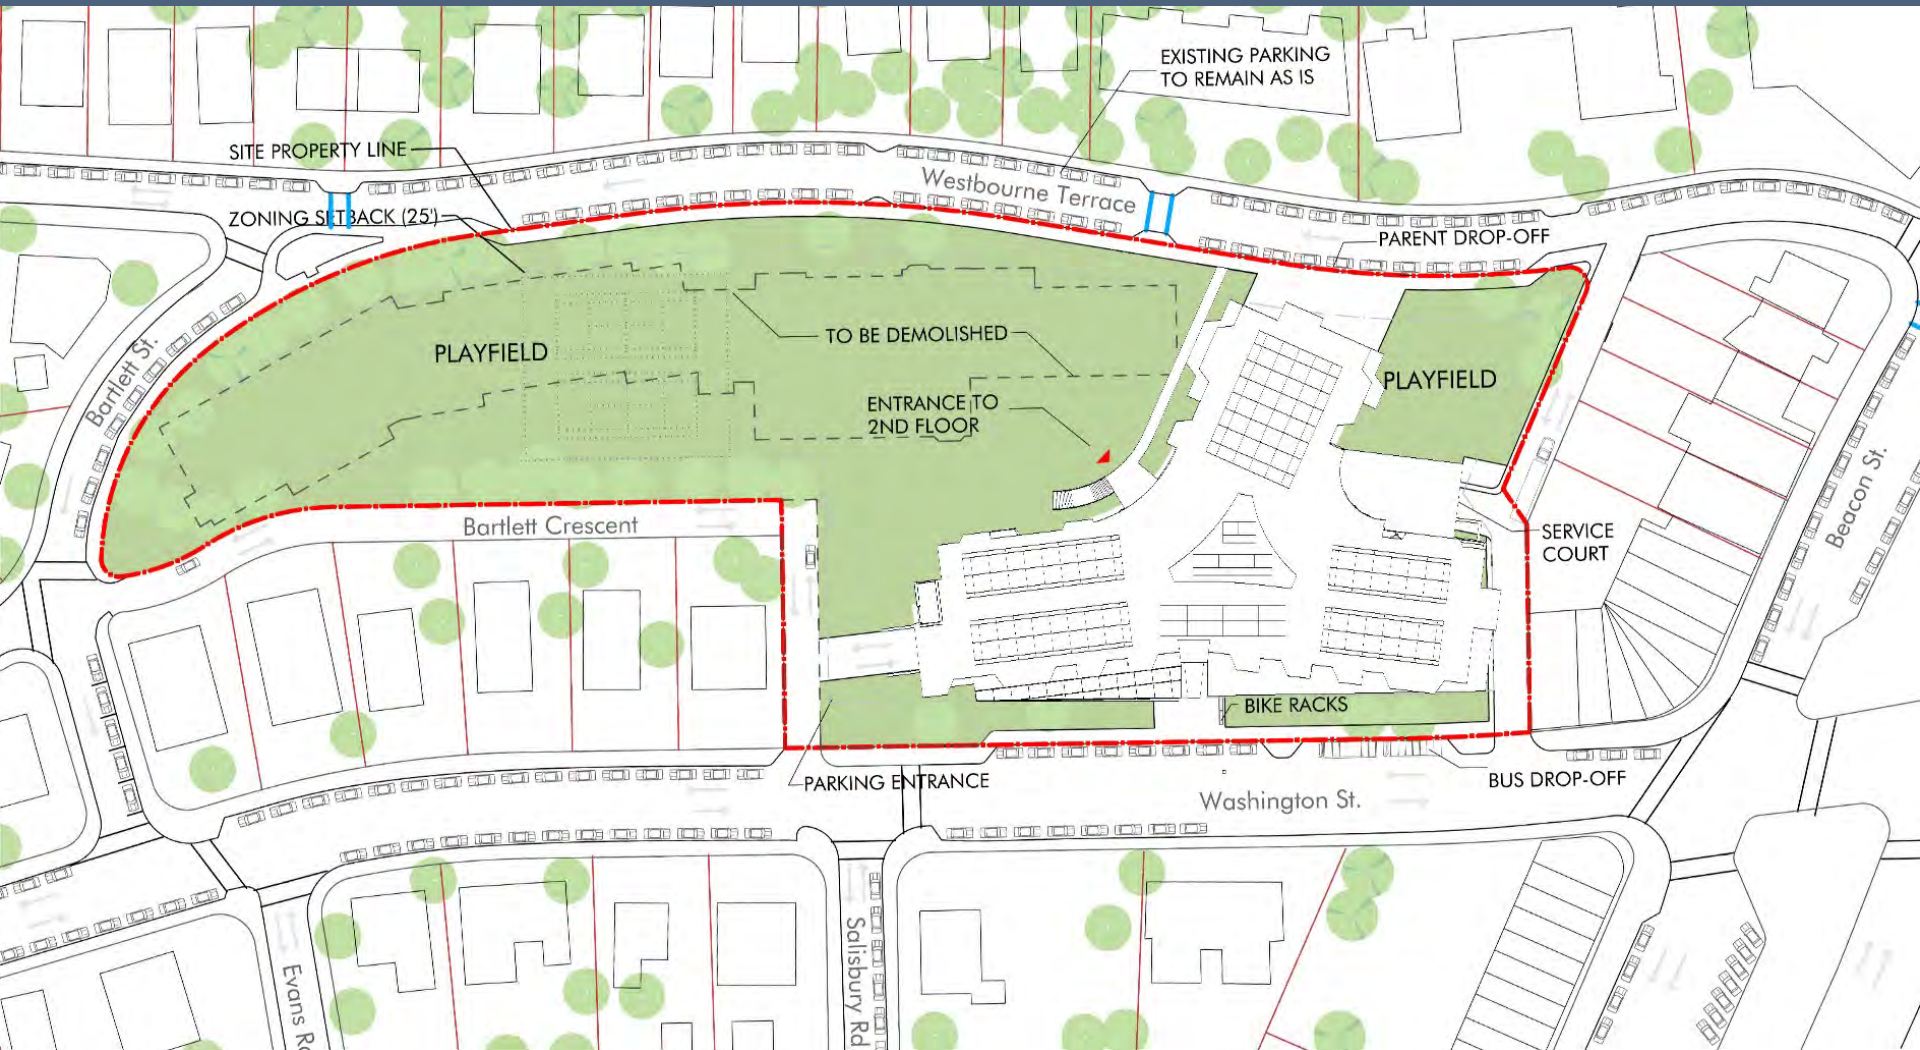 EXISTING PARKING
TO REMAIN AS IS
SITE PROPERTY LINE
Westbourne Terrace
ZONING SETBACK (25')
PARENT DROP-OFF
TO BE DEMOLISHED
PLAYFIELD
PLAYFIELD
Bartlett St.
ENTRANCE TO
2ND FLOOR
Beacon St.
Bartlett Crescent
SERVICE
COURT
BIKE RACKS
PARKING ENTRANCE
BUS DROP-OFF
Washington St.
Salisbury Rd
Evans R